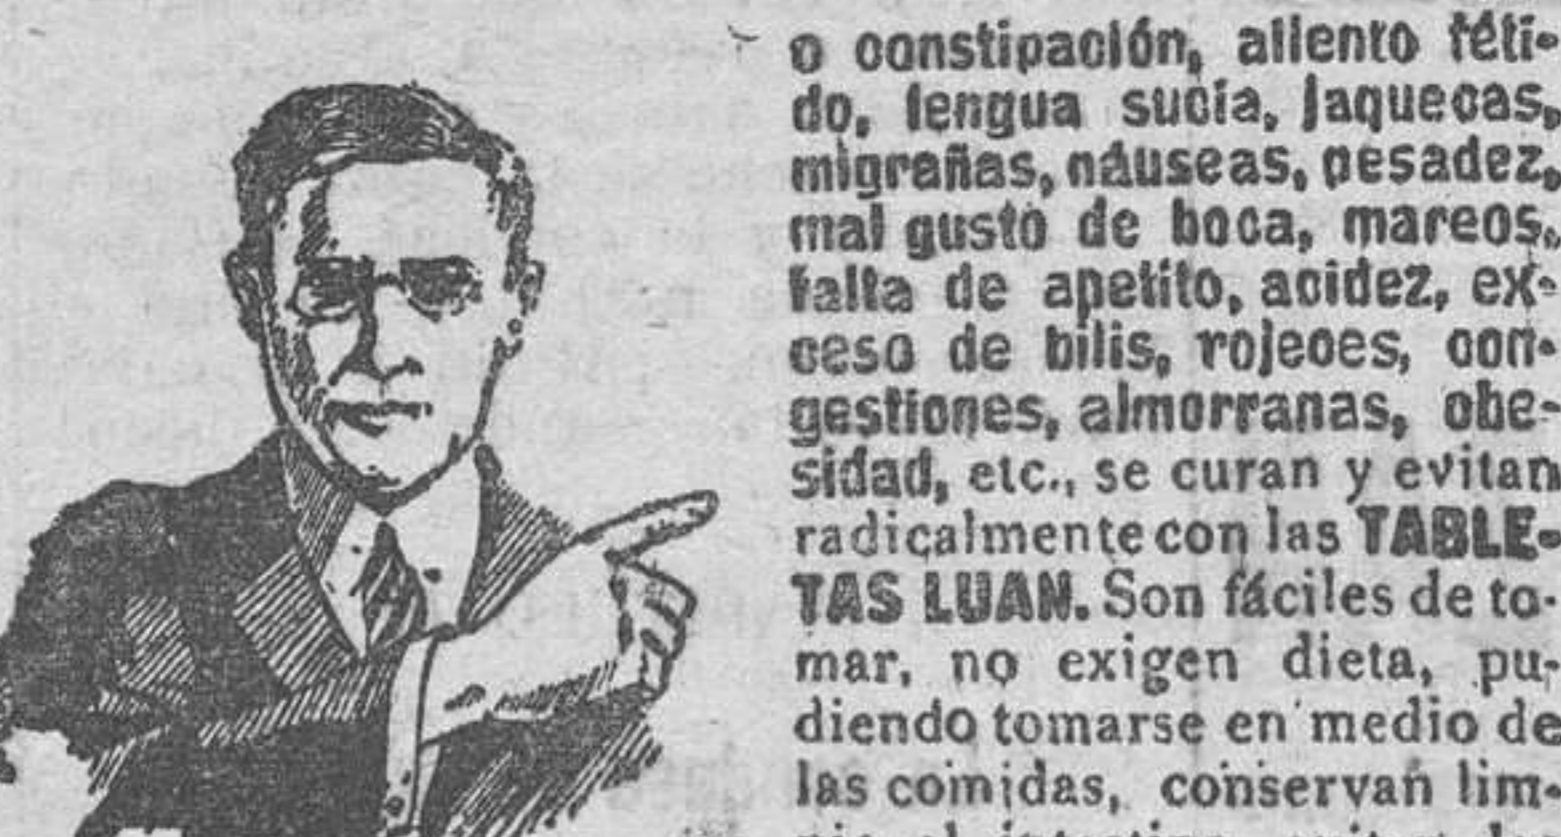 o constipación, aliento féti-
do, lengua sucia, jaquecas,
migrañas, náuseas, pesadez,
mal gusto de boca, mareos,
falta de apetito, acidez, ex-
ceso de bilis, rojeces, con-
gestiones, almorranas, obe-
sidad, etc., se curan y evitan
radicalmente con las TABLE-
TAS LUAN. Son fáciles de to-
mar, no exigen dieta, pu-
diendo tomarse en medio de
las comidas, conservan lim-